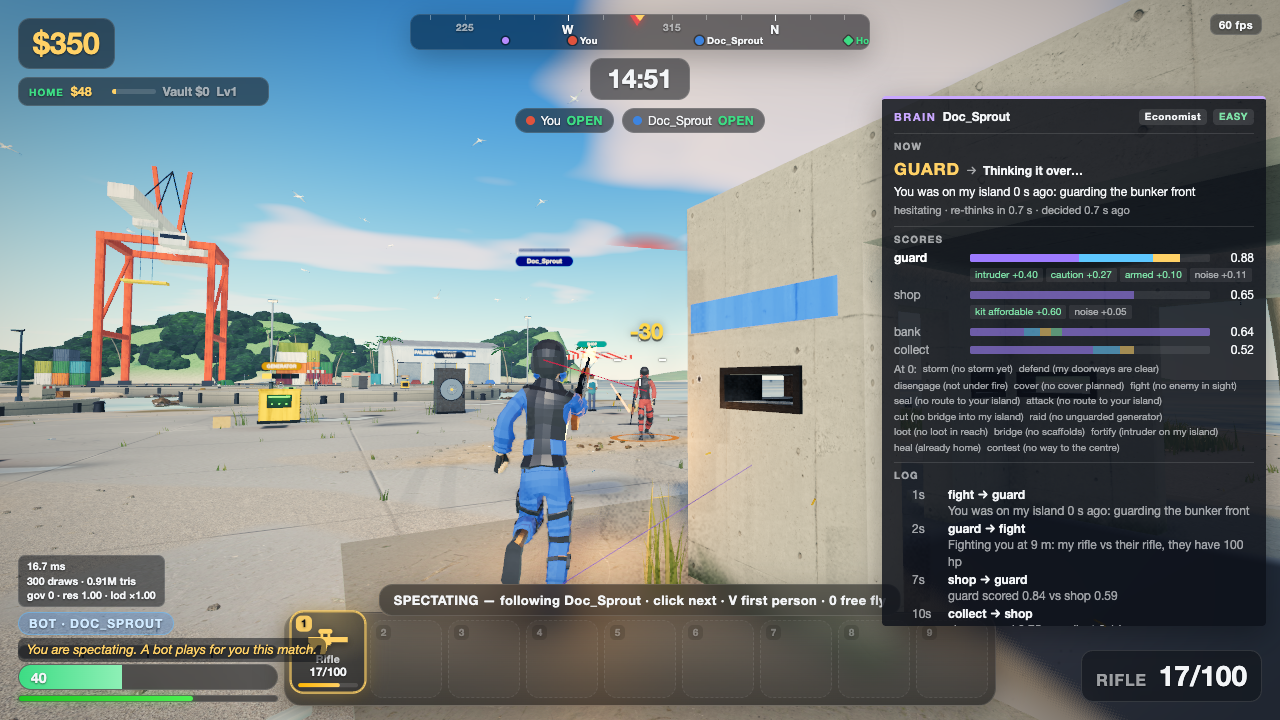 $350
HOME $48 Vault $0 Lv1
225 W 315 N
You Doc_Sprout Ho
14:51
You OPEN Doc_Sprout OPEN
60 fps
BRAIN Doc_Sprout Economist EASY
NOW
GUARD → Thinking it over…
You was on my island 0 s ago: guarding the bunker front
hesitating · re-thinks in 0.7 s · decided 0.7 s ago
SCORES
guard 0.88
intruder +0.40 caution +0.27 armed +0.10 noise +0.11
shop 0.65
kit affordable +0.60 noise +0.05
bank 0.64
collect 0.52
At 0: storm (no storm yet) defend (my doorways are clear)
disengage (not under fire) cover (no cover planned) fight (no enemy in sight)
seal (no route to your island) attack (no route to your island)
cut (no bridge into my island) raid (no unguarded generator)
loot (no loot in reach) bridge (no scaffolds) fortify (intruder on my island)
heal (already home) contest (no way to the centre)
LOG
1s fight → guard
You was on my island 0 s ago: guarding the bunker front
2s guard → fight
Fighting you at 9 m: my rifle vs their rifle, they have 100
hp
7s shop → guard
guard scored 0.84 vs shop 0.59
10s collect → shop
Doc_Sprout
-30
GENERATOR
VAULT
16.7 ms
300 draws · 0.91M tris
gov 0 · res 1.00 · lod ×1.00
BOT · DOC_SPROUT
You are spectating. A bot plays for you this match.
40
SPECTATING — following Doc_Sprout · click next · V first person · 0 free fly
1 2 3 4 5 6 7 8 9
Rifle
17/100
RIFLE 17/100